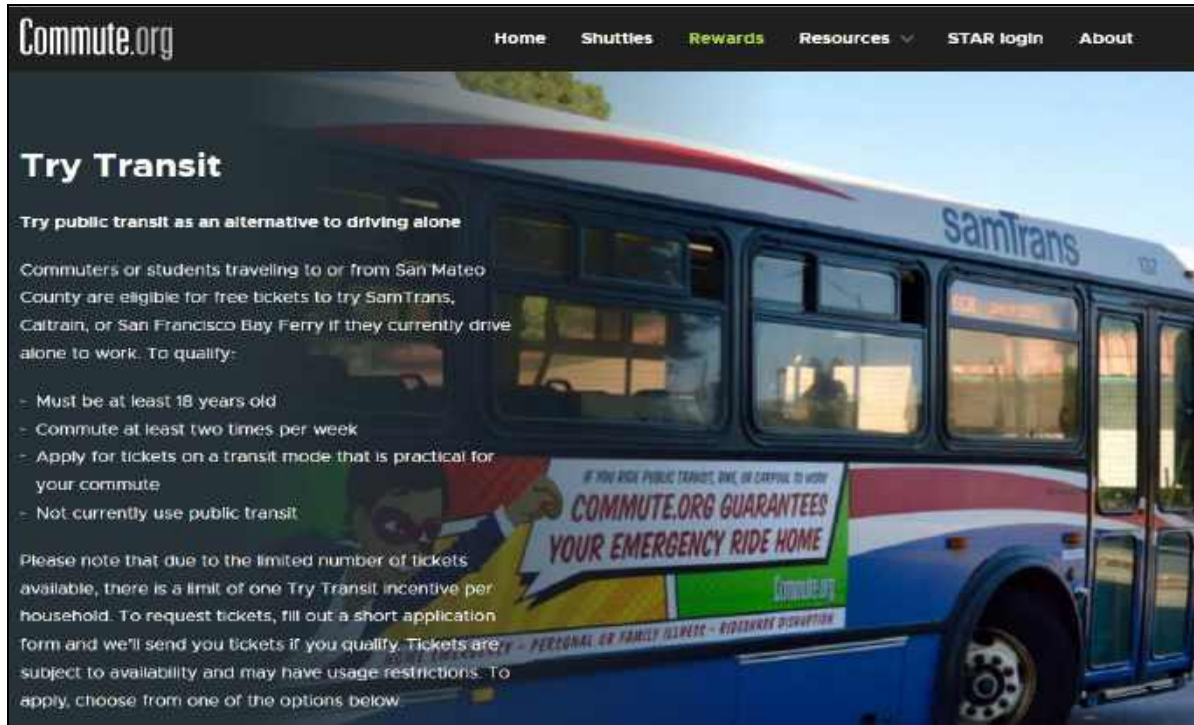 Commute.org
Home Shuttles Rewards Resources STAR login About
Try Transit
Try public transit as an alternative to driving alone
Commuters or students traveling to or from San Mateo
County are eligible for free tickets to try SamTrans,
Caltrain, or San Francisco Bay Ferry if they currently drive
alone to work. To qualify:
- Must be at least 18 years old
- Commute at least two times per week
- Apply for tickets on a transit mode that is practical for
your commute
- Not currently use public transit
Please note that due to the limited number of tickets
available, there is a limit of one Try Transit incentive per
household. To request tickets, fill out a short application
form and we'll send you tickets if you qualify. Tickets are
subject to availability and may have usage restrictions. To
apply, choose from one of the options below.
samTrans
137
IF YOU RIDE PUBLIC TRANSIT, BIKE, OR CARPOOL TO WORK
COMMUTE.ORG GUARANTEES
YOUR EMERGENCY RIDE HOME
Commute.org
- PERSONAL OR FAMILY ILLNESS - RIDESHARE DISRUPTION